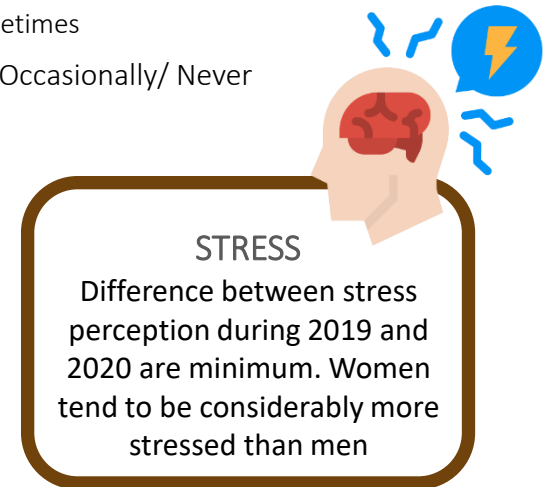 etimes
Occasionally/ Never
STRESS
Difference between stress
perception during 2019 and
2020 are minimum. Women
tend to be considerably more
stressed than men